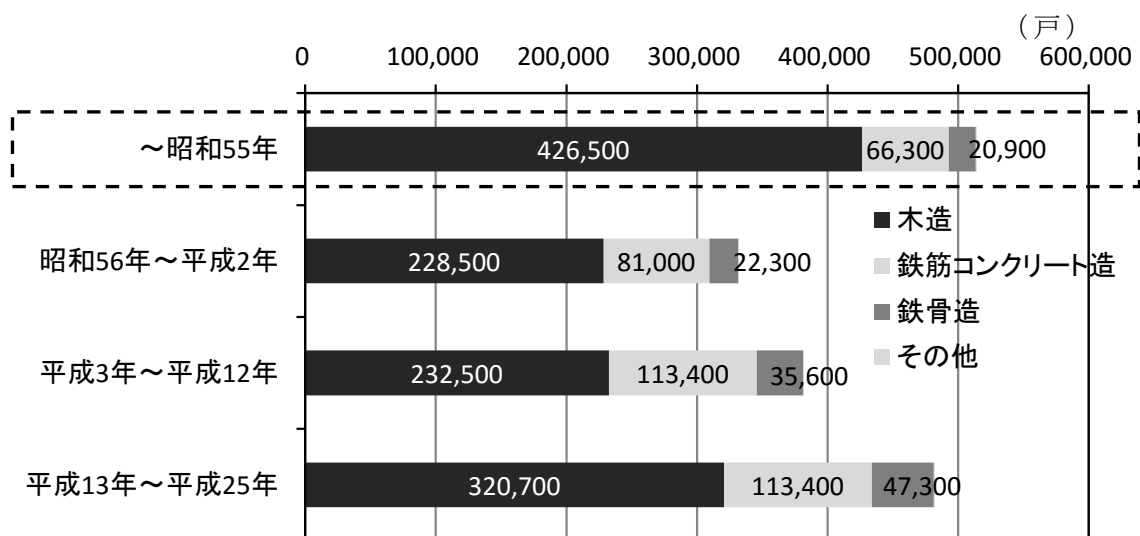 （戸）
0 100,000 200,000 300,000 400,000 500,000 600,000
～昭和55年 426,500 66,300 20,900
昭和56年～平成2年 228,500 81,000 22,300
平成3年～平成12年 232,500 113,400 35,600
平成13年～平成25年 320,700 113,400 47,300
木造
鉄筋コンクリート造
鉄骨造
その他